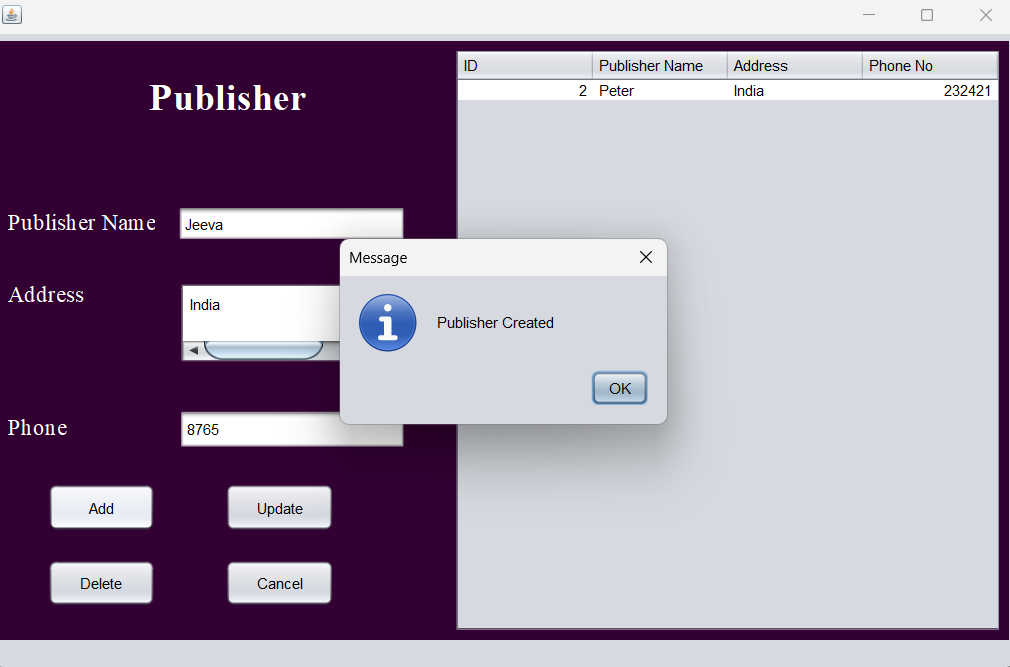 Publisher
Publisher Name
Jeeva
Address
India
Phone
8765
Add
Update
Delete
Cancel
ID Publisher Name Address Phone No
2 Peter India 232421
Message
Publisher Created
OK